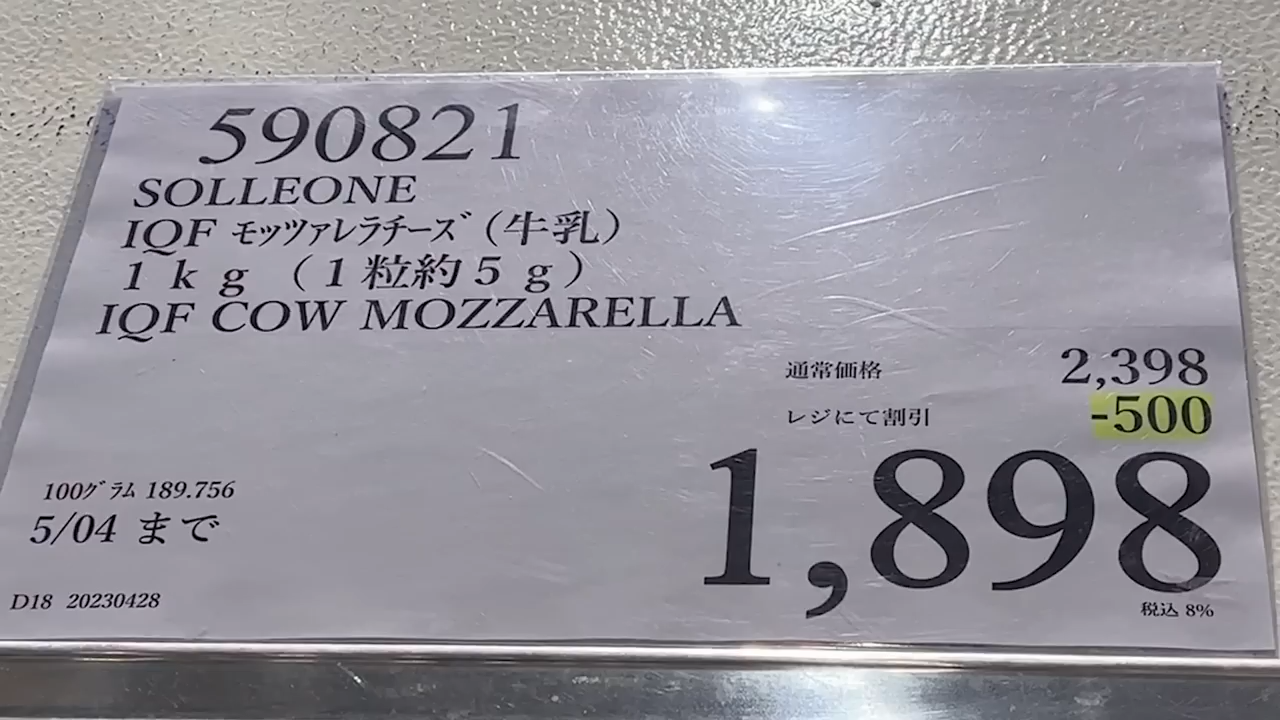 590821
SOLLEONE
IQF ﾓｯﾂｧﾚﾗﾁｰｽﾞ（牛乳）
１ｋｇ （１粒約５ｇ）
IQF COW MOZZARELLA
通常価格 2,398
レジにて割引 -500
1,898
税込 8%
100ｸﾞﾗﾑ 189.756
5/04 まで
D18 20230428